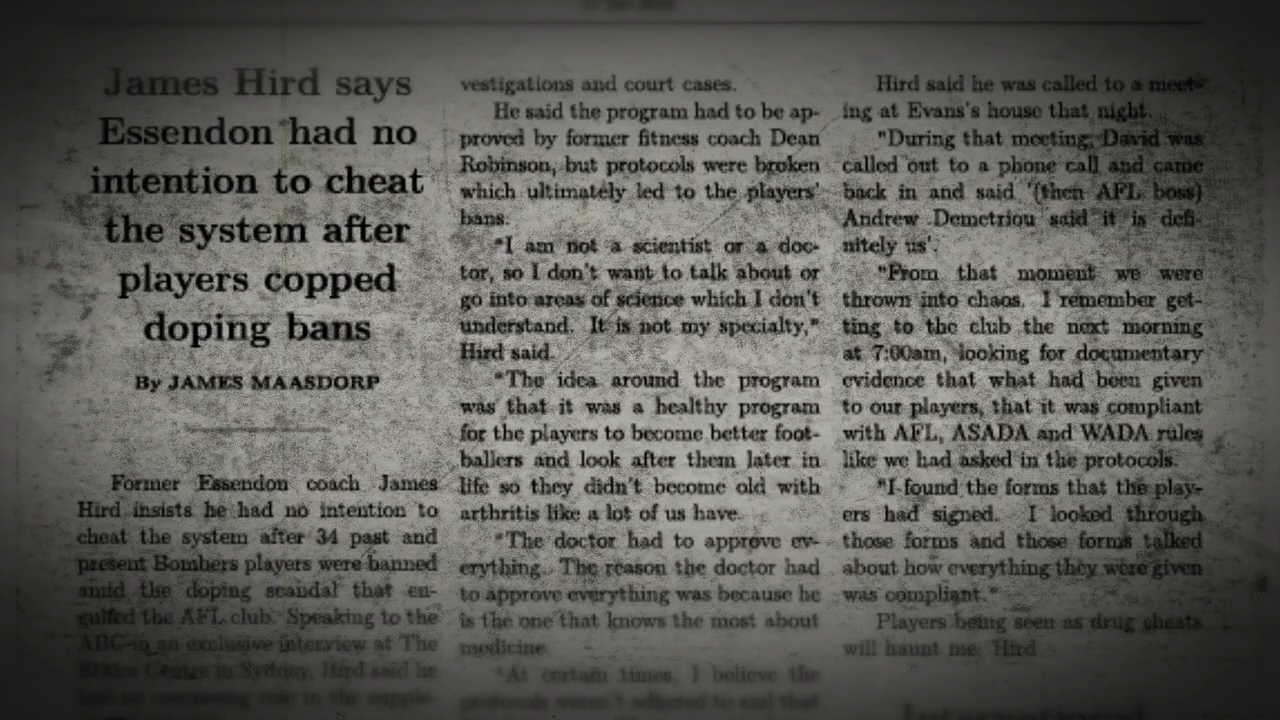 James Hird says
Essendon had no
intention to cheat
the system after
players copped
doping bans
By JAMES MAASDORP
Former Essendon coach James
Hird insists he had no intention to
cheat the system after 34 past and
present Bombers players were banned
amid the doping scandal that en-
gulfed the AFL club. Speaking to the
ABC in an exclusive interview at The
Ethics Centre in Sydney, Hird said he
had no overseeing role in the supple-
vestigations and court cases.
He said the program had to be ap-
proved by former fitness coach Dean
Robinson, but protocols were broken
which ultimately led to the players'
bans.
"I am not a scientist or a doc-
tor, so I don't want to talk about or
go into areas of science which I don't
understand. It is not my specialty,"
Hird said.
"The idea around the program
was that it was a healthy program
for the players to become better foot-
ballers and look after them later in
life so they didn't become old with
arthritis like a lot of us have.
"The doctor had to approve ev-
erything. The reason the doctor had
to approve everything was because he
is the one that knows the most about
medicine.
"At certain times, I believe the
protocols weren't adhered to and that
Hird said he was called to a meet-
ing at Evans's house that night.
"During that meeting, David was
called out to a phone call and came
back in and said '(then AFL boss)
Andrew Demetriou said it is defi-
nitely us'.
"From that moment we were
thrown into chaos. I remember get-
ting to the club the next morning
at 7:00am, looking for documentary
evidence that what had been given
to our players, that it was compliant
with AFL, ASADA and WADA rules
like we had asked in the protocols.
"I found the forms that the play-
ers had signed. I looked through
those forms and those forms talked
about how everything they were given
was compliant."
Players being seen as drug cheats
will haunt me: Hird